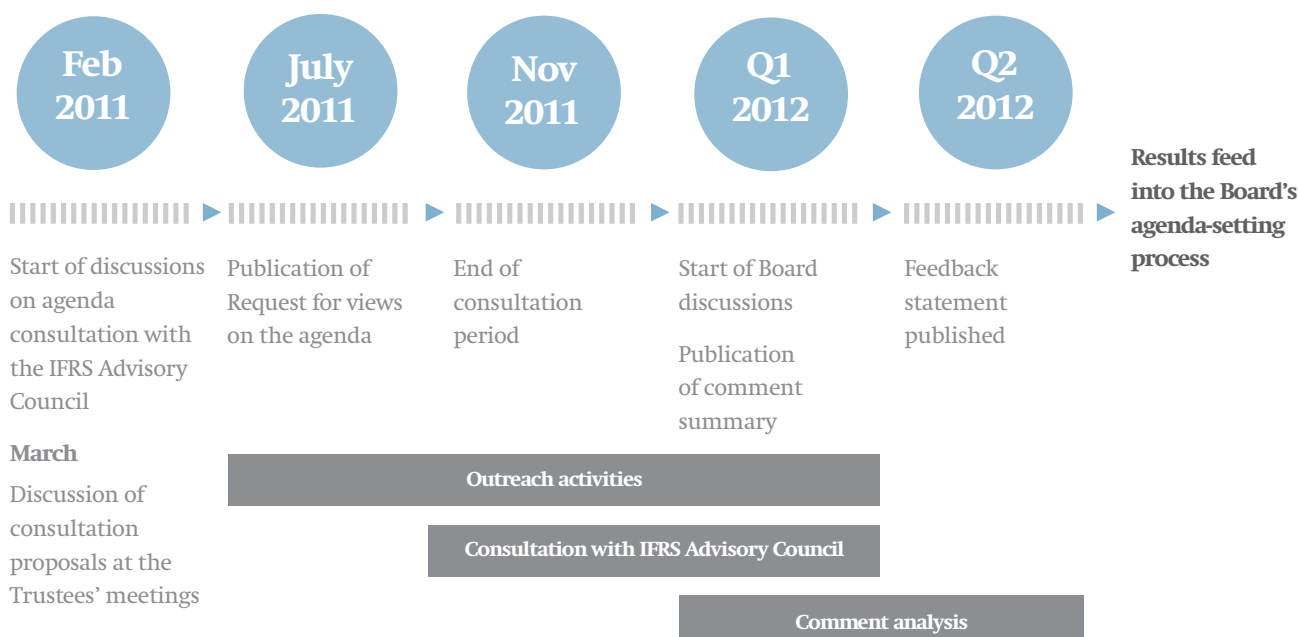 Feb
2011
July
2011
Nov
2011
Q1
2012
Q2
2012
Results feed
into the Board’s
agenda-setting
process
Start of discussions
on agenda
consultation with
the IFRS Advisory
Council
March
Discussion of
consultation
proposals at the
Trustees’ meetings
Publication of
Request for views
on the agenda
End of
consultation
period
Start of Board
discussions
Publication
of comment
summary
Feedback
statement
published
Outreach activities
Consultation with IFRS Advisory Council
Comment analysis